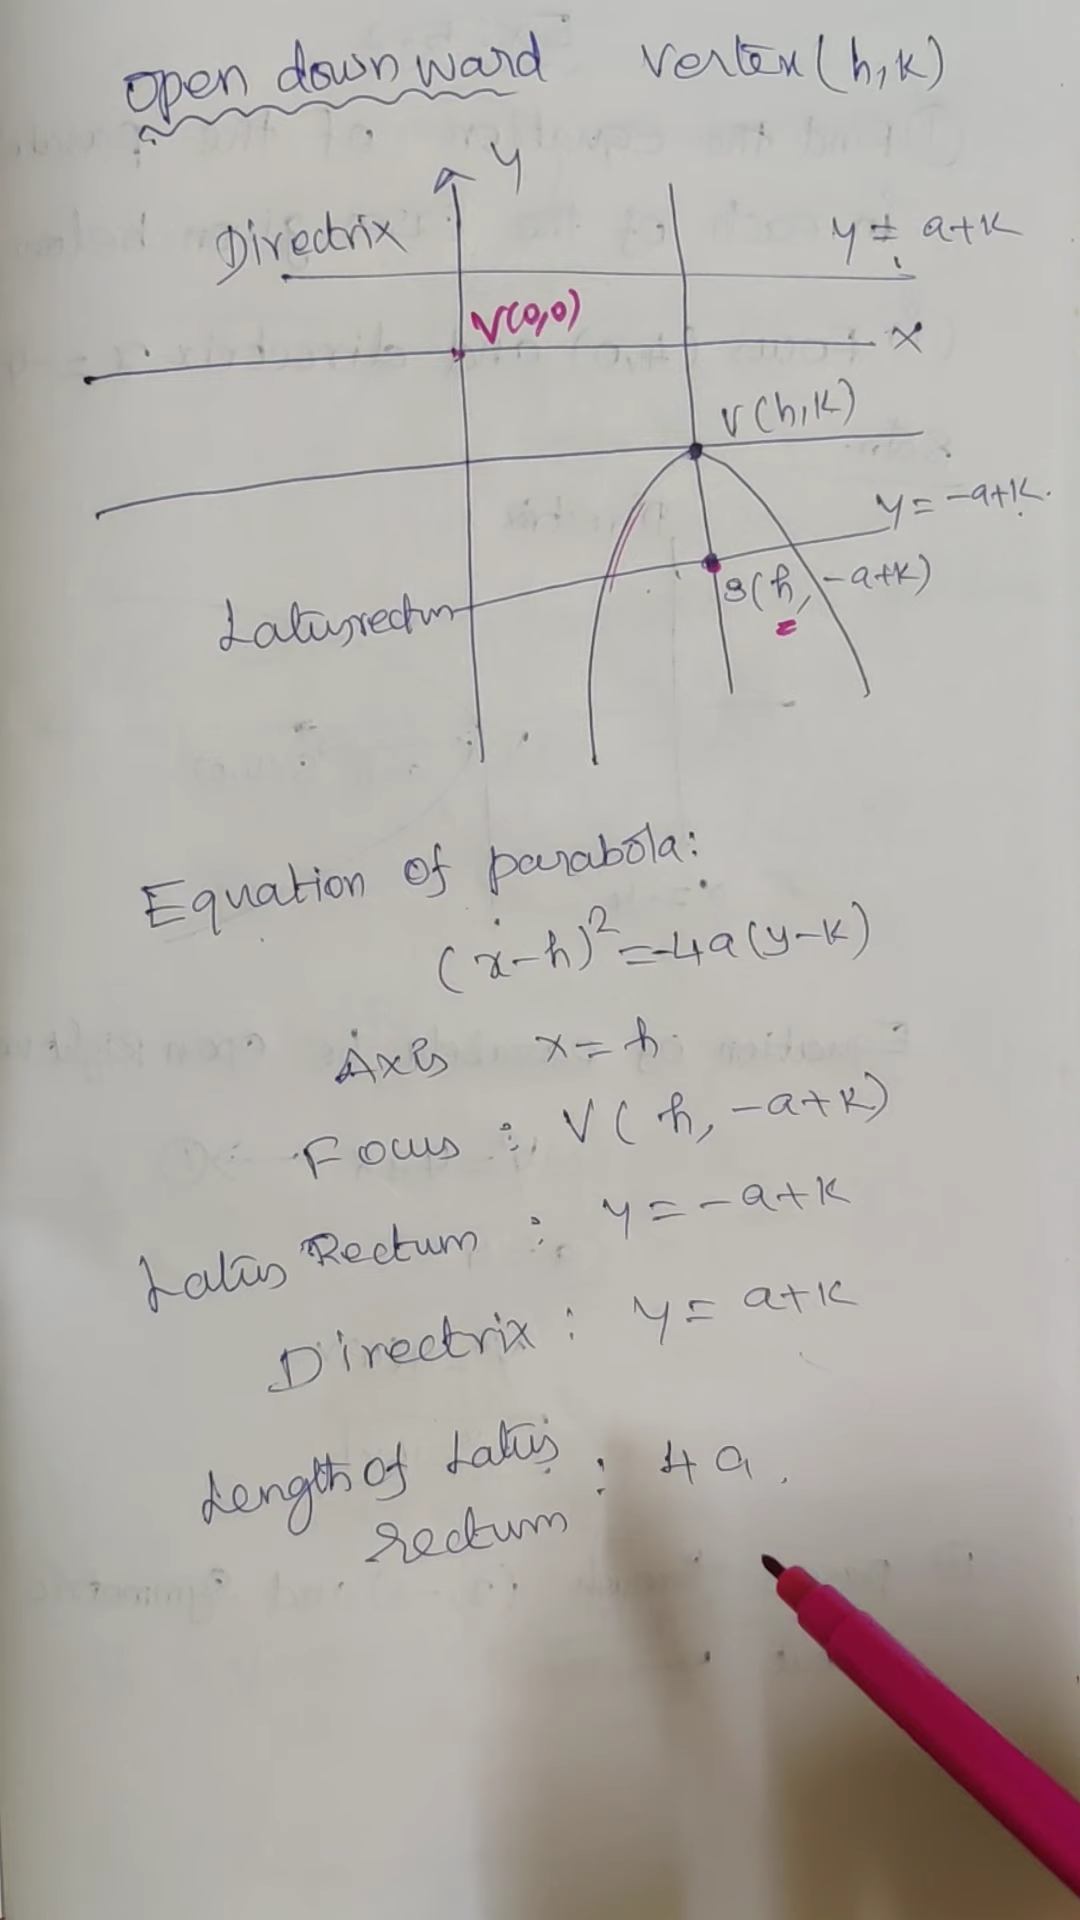 open downward Vertex (h,k)
y
Directrix y = a+k
V(0,0)
x
V(h,k)
y = -a+k.
S(h, -a+k)
Latusrectum
Equation of parabola:
(x-h)²=-4a(y-k)
Axis x=h
Focus : V(h, -a+k)
Latus Rectum : y=-a+k
Directrix : y= a+k
Length of Latus : 4a.
rectum